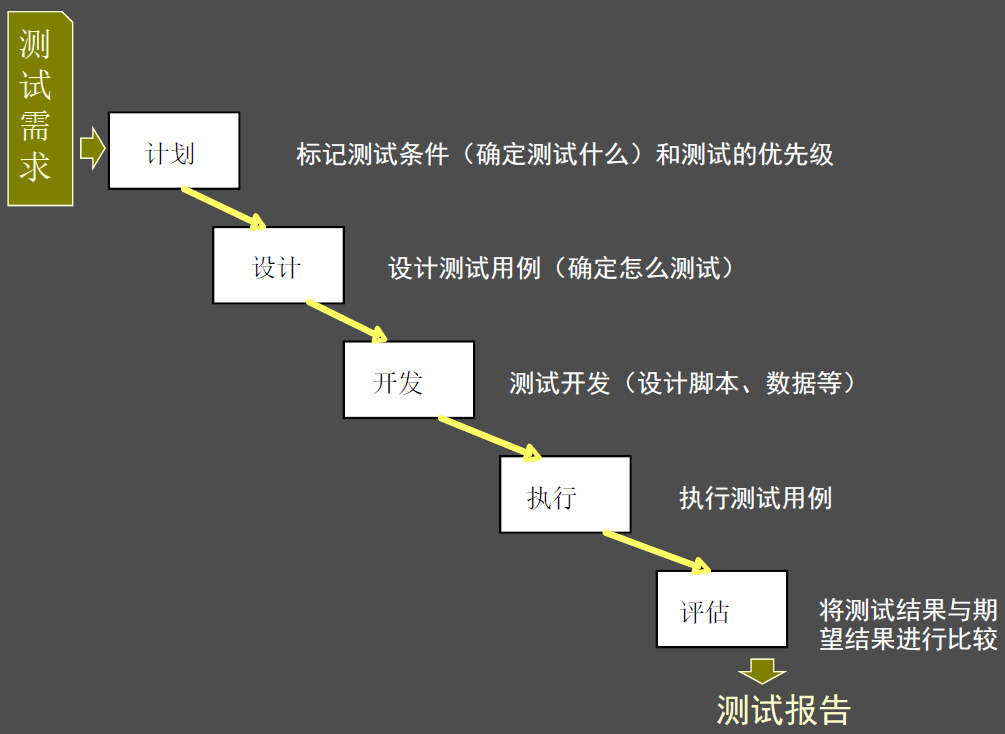 测试需求
计划
标记测试条件（确定测试什么）和测试的优先级
设计
设计测试用例（确定怎么测试）
开发
测试开发（设计脚本、数据等）
执行
执行测试用例
评估
将测试结果与期
望结果进行比较
测试报告